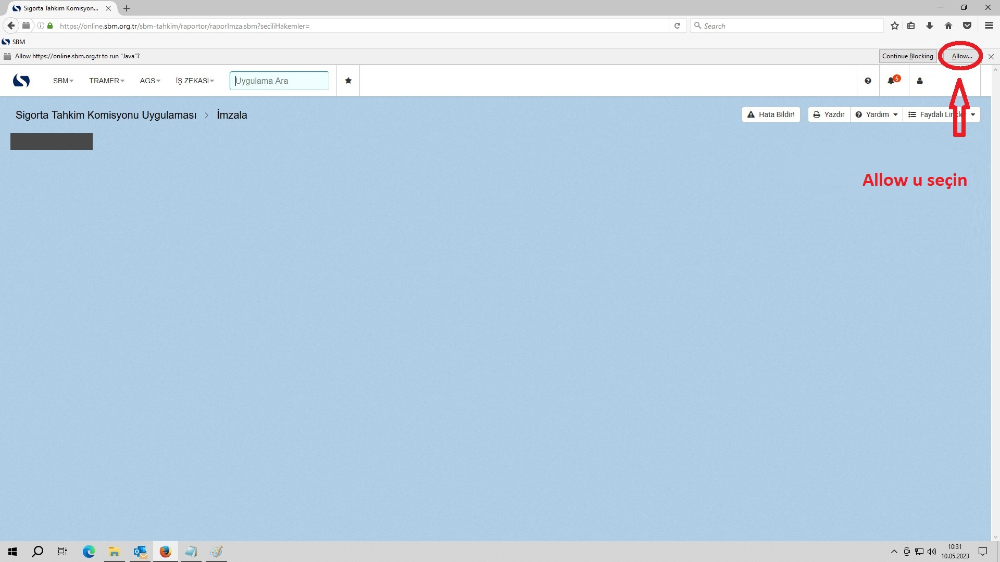 Sigorta Tahkim Komisyon...
https://online.sbm.org.tr/sbm-tahkim/raportor/raporImza.sbm?seciliHakemler=
Search
SBM
Allow https://online.sbm.org.tr to run “Java”?
Continue Blocking
Allow...
SBM
TRAMER
AGS
İŞ ZEKASI
Uygulama Ara
5
Sigorta Tahkim Komisyonu Uygulaması > İmzala
Hata Bildir!
Yazdır
Yardım
Faydalı Linkler
Allow u seçin
10:31
10.05.2023